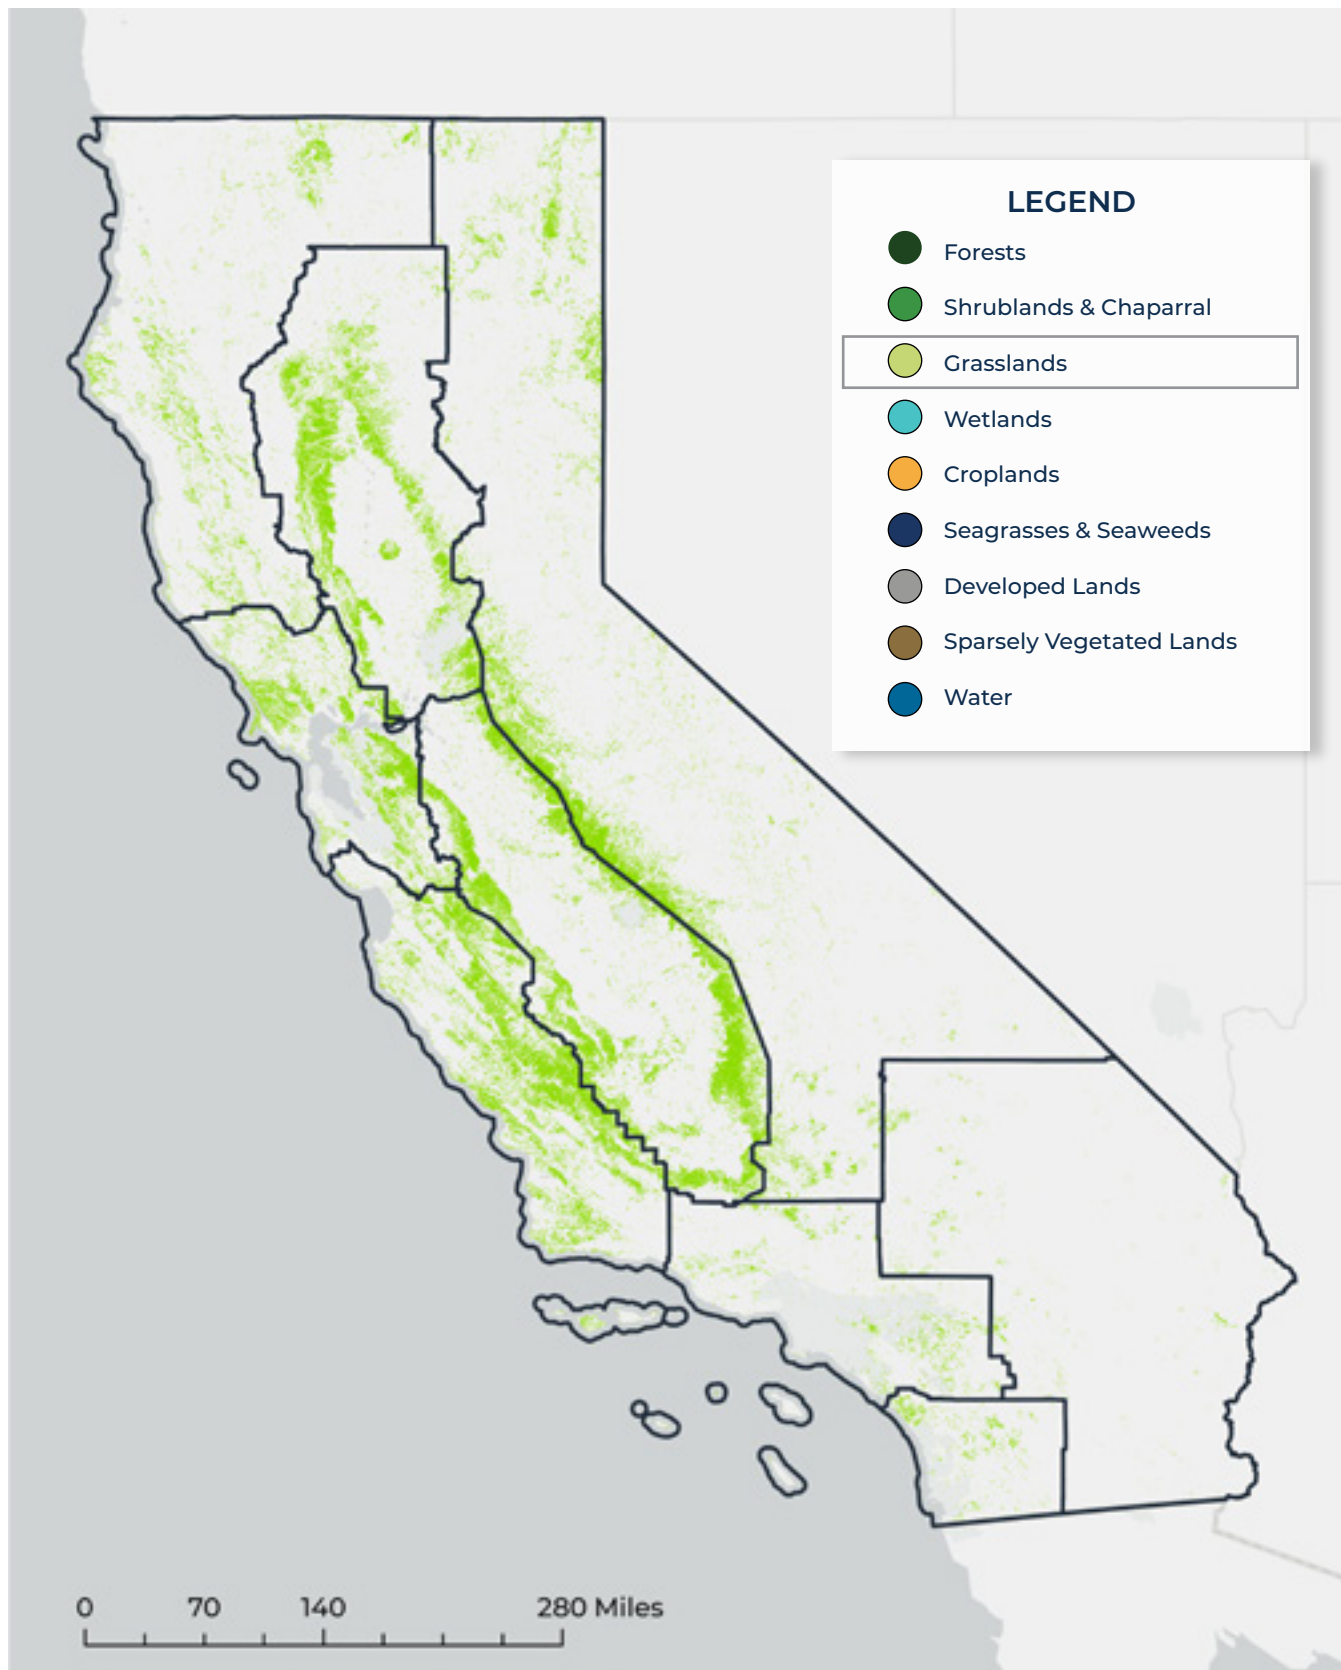 LEGEND
Forests
Shrublands & Chaparral
Grasslands
Wetlands
Croplands
Seagrasses & Seaweeds
Developed Lands
Sparsely Vegetated Lands
Water
0 70 140 280 Miles